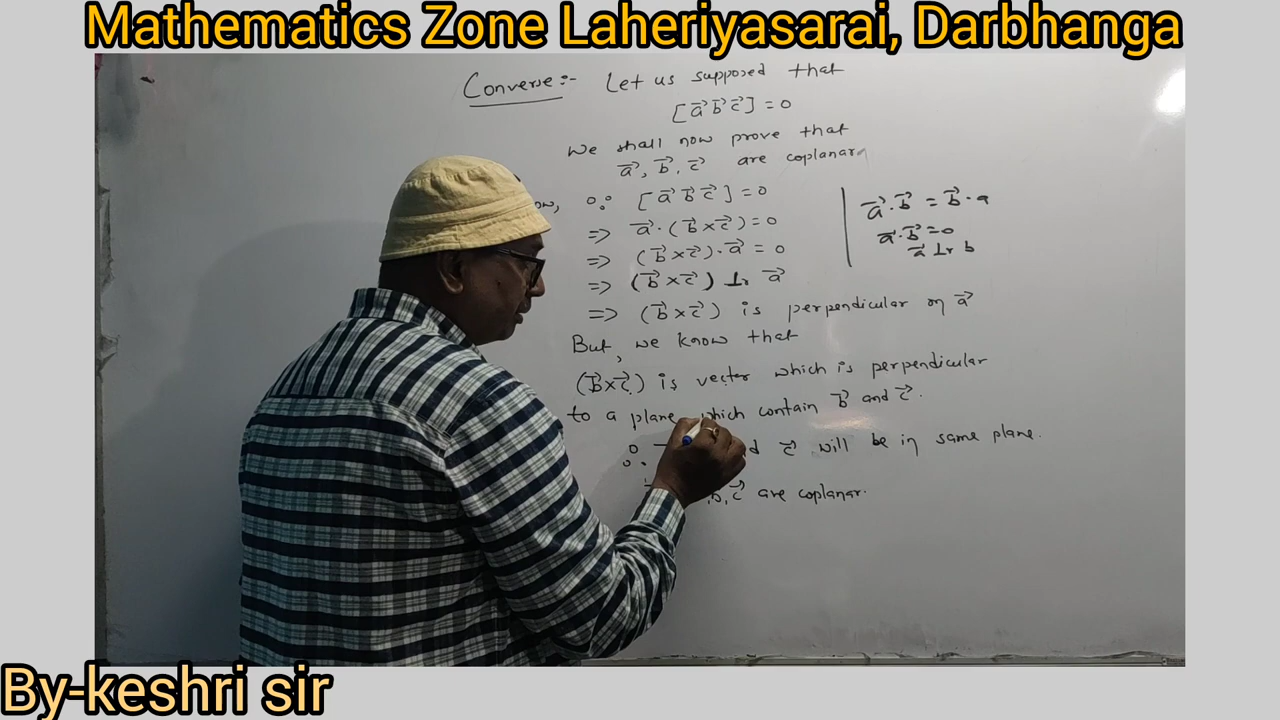 Mathematics Zone Laheriyasarai, Darbhanga
Converse:- Let us supposed that
[a⃗ b⃗ c⃗] = 0
We shall now prove that
a⃗, b⃗, c⃗ are coplanar
ow, ∵ [a⃗ b⃗ c⃗] = 0
=> a⃗ · (b⃗ × c⃗) = 0
=> (b⃗ × c⃗) · a⃗ = 0
=> (b⃗ × c⃗) ⊥r a⃗
=> (b⃗ × c⃗) is perpendicular on a⃗
a⃗ · b⃗ = b⃗ · a
a⃗ · b⃗ = 0
a⃗ ⊥r b
But, we know that
(b⃗ × c⃗) is vector which is perpendicular
to a plane which contain b⃗ and c⃗.
c⃗ will be in same plane.
b⃗, c⃗ are coplanar.
By-keshri sir